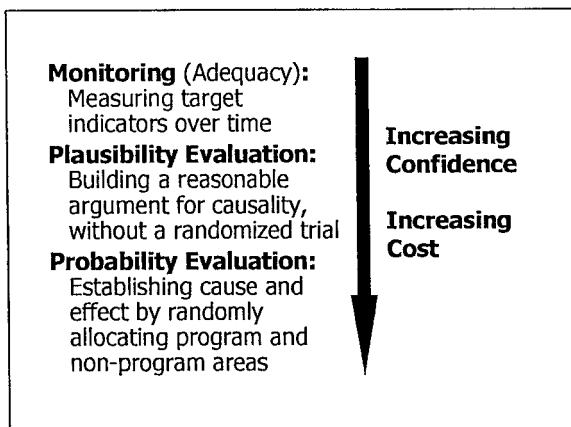 Monitoring (Adequacy):
Measuring target
indicators over time
Plausibility Evaluation:
Building a reasonable
argument for causality,
without a randomized trial
Probability Evaluation:
Establishing cause and
effect by randomly
allocating program and
non-program areas
Increasing
Confidence
Increasing
Cost